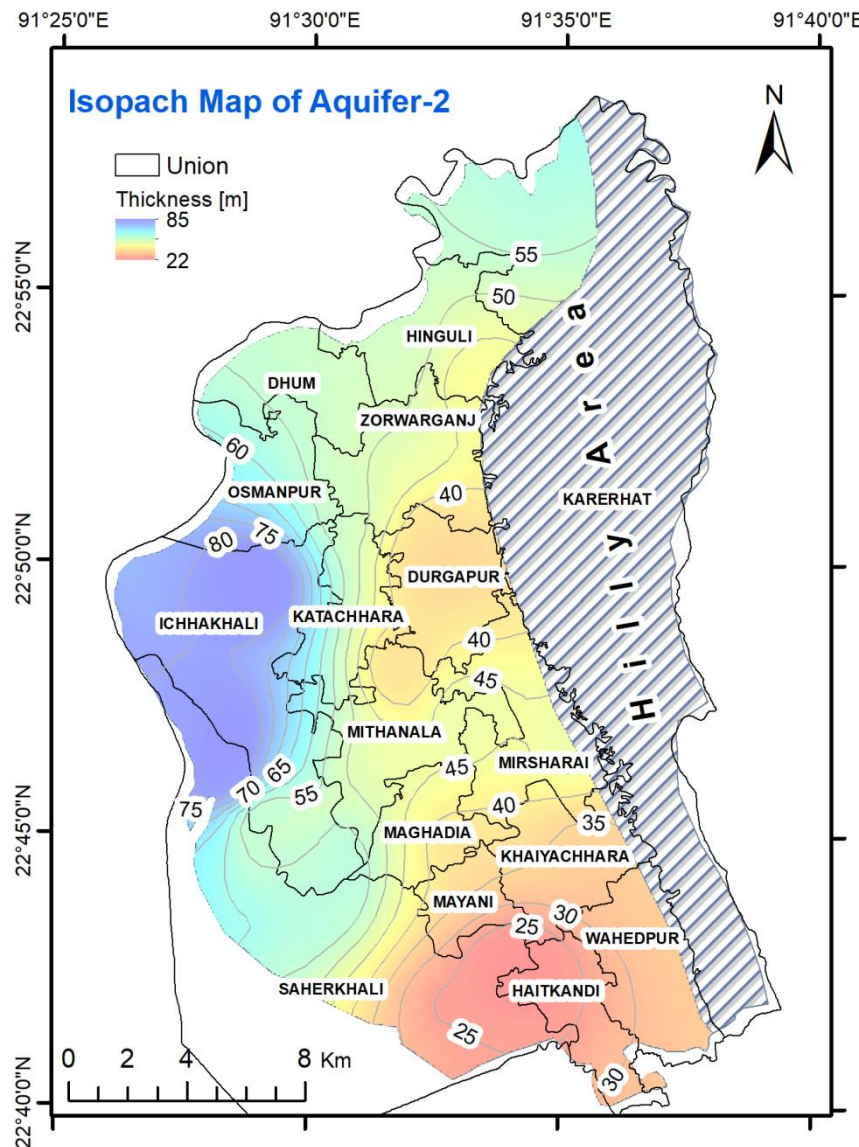 91°25'0"E 91°30'0"E 91°35'0"E 91°40'0"E
Isopach Map of Aquifer-2
N
Union
Thickness [m]
85
22
22°55'0"N
22°50'0"N
22°45'0"N
22°40'0"N
55
50
HINGULI
DHUM
ZORWARGANJ
60
OSMANPUR
40
KARERHAT
Hillly Area
80
75
DURGAPUR
ICHHAKHALI
KATACHHARA
40
45
MITHANALA
MIRSHARAI
65
45
70
55
75
40
35
MAGHADIA
KHAIYACHHARA
MAYANI
30
25
WAHEDPUR
SAHERKHALI
HAITKANDI
25
30
0 2 4 8 Km